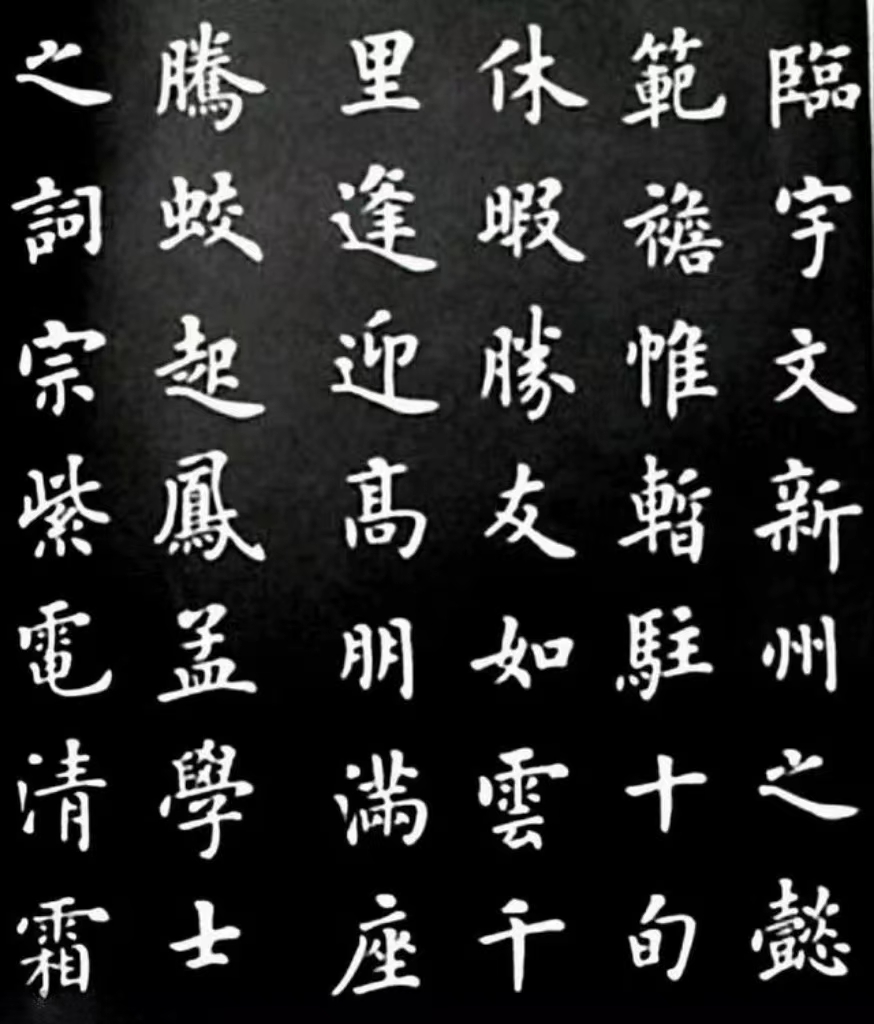 臨宇文新州之懿
範襜帷暫駐十旬
休暇勝友如雲千
里逢迎高朋滿座
騰蛟起鳳孟學士
之詞宗紫電清霜